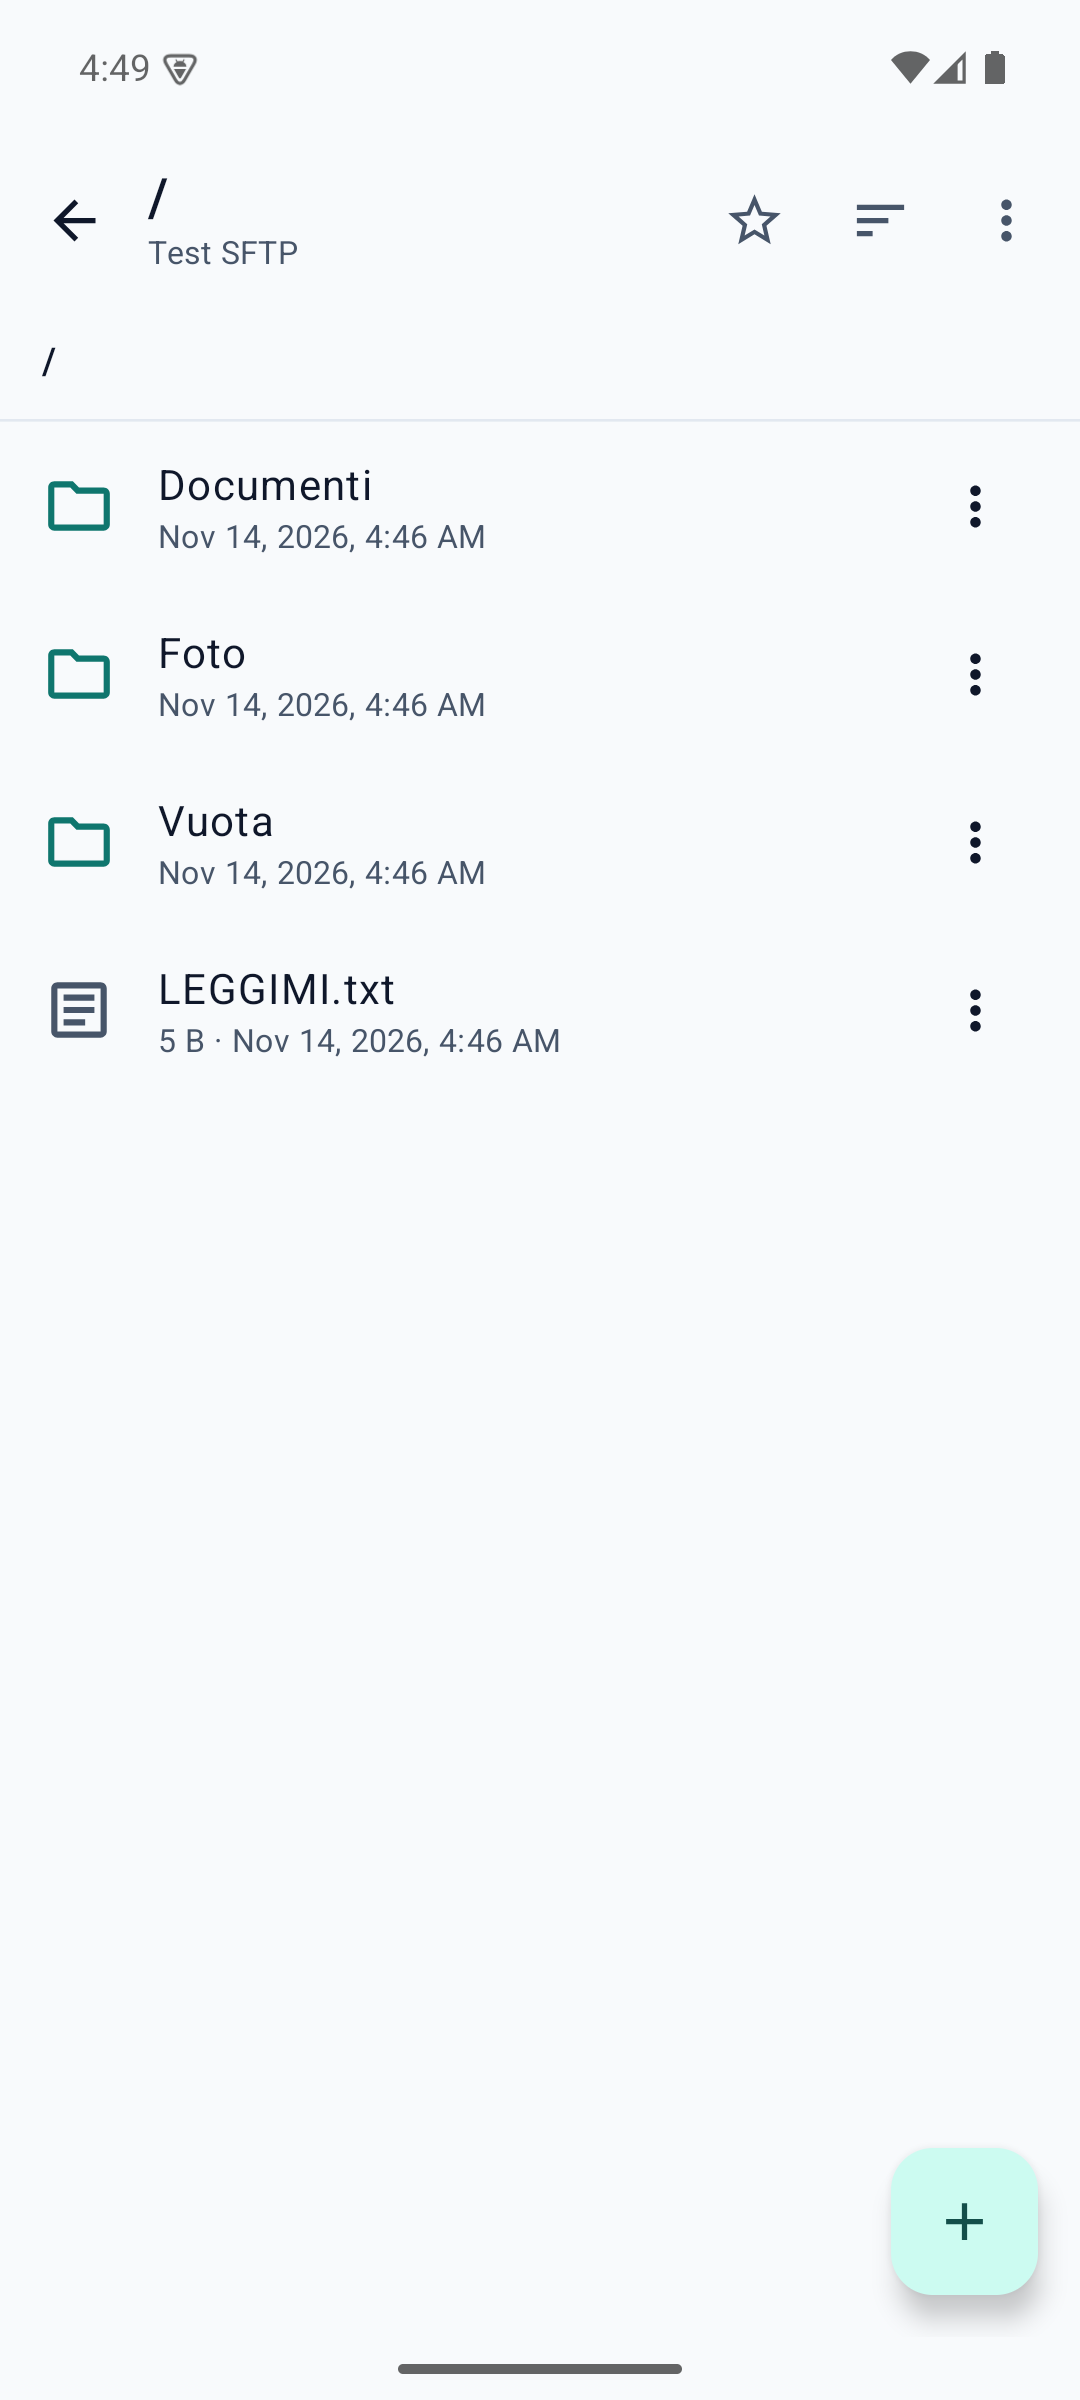 4:49
/
Test SFTP
/
Documenti
Nov 14, 2026, 4:46 AM
Foto
Nov 14, 2026, 4:46 AM
Vuota
Nov 14, 2026, 4:46 AM
LEGGIMI.txt
5 B · Nov 14, 2026, 4:46 AM